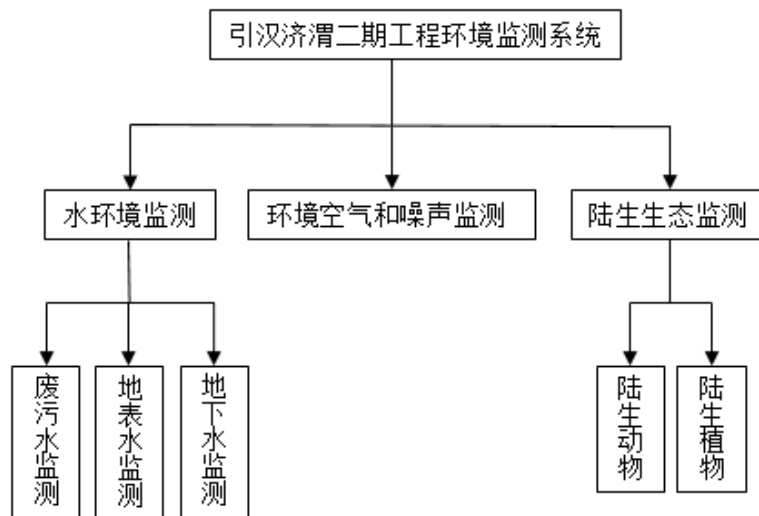 引汉济渭二期工程环境监测系统
水环境监测
环境空气和噪声监测
陆生生态监测
废污水监测
地表水监测
地下水监测
陆生动物
陆生植物